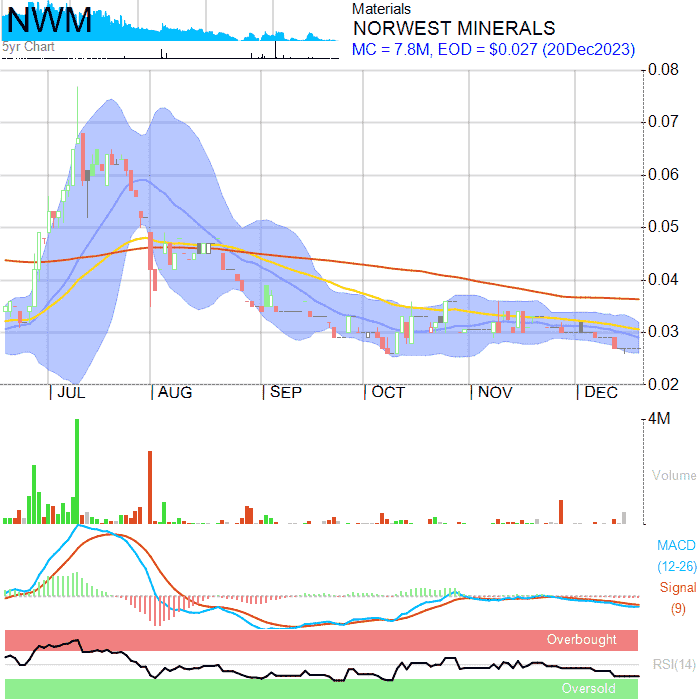 NWM
5yr Chart
Materials
NORWEST MINERALS
MC = 7.8M, EOD = $0.027 (20Dec2023)
0.08
0.07
0.06
0.05
0.04
0.03
0.02
JUL AUG SEP OCT NOV DEC
4M
Volume
MACD
(12-26)
Signal
(9)
Overbought
RSI(14)
Oversold